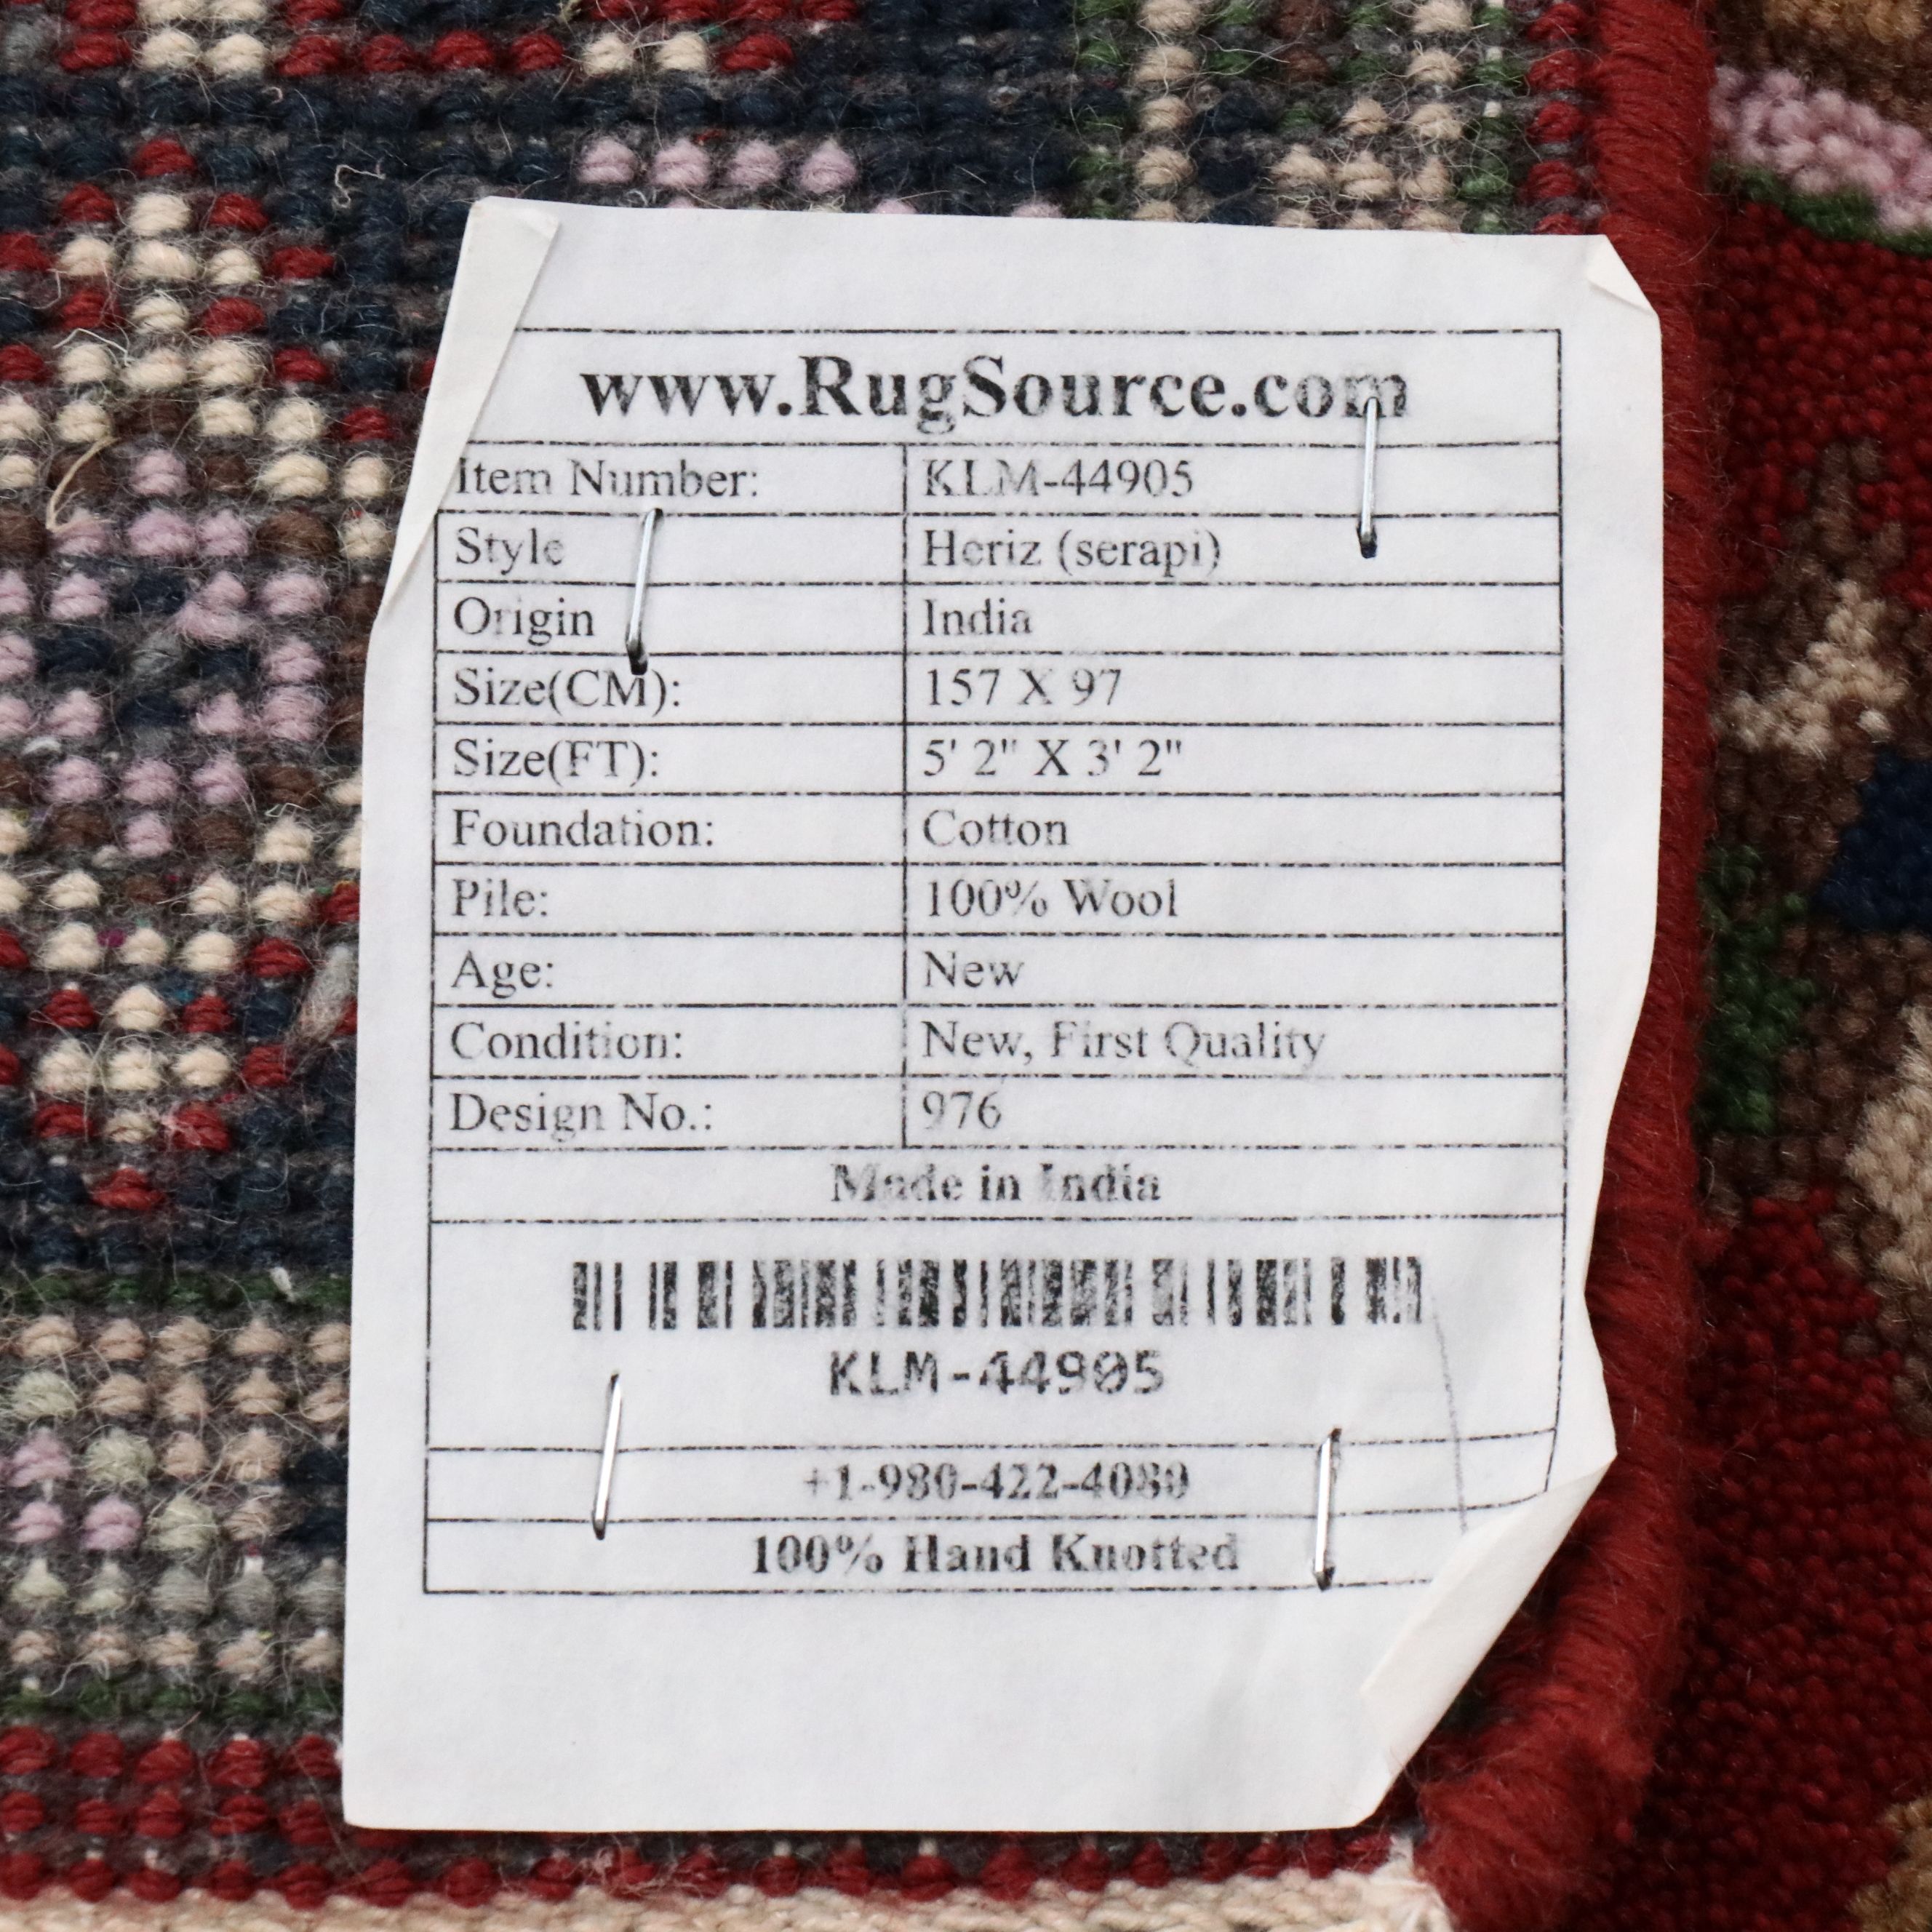 www.RugSource.com
Item Number: KLM-44905
Style Heriz (serapi)
Origin India
Size(CM): 157 X 97
Size(FT): 5' 2" X 3' 2"
Foundation: Cotton
Pile: 100% Wool
Age: New
Condition: New, First Quality
Design No.: 976
Made in India
KLM-44905
+1-980-422-4080
100% Hand Knotted